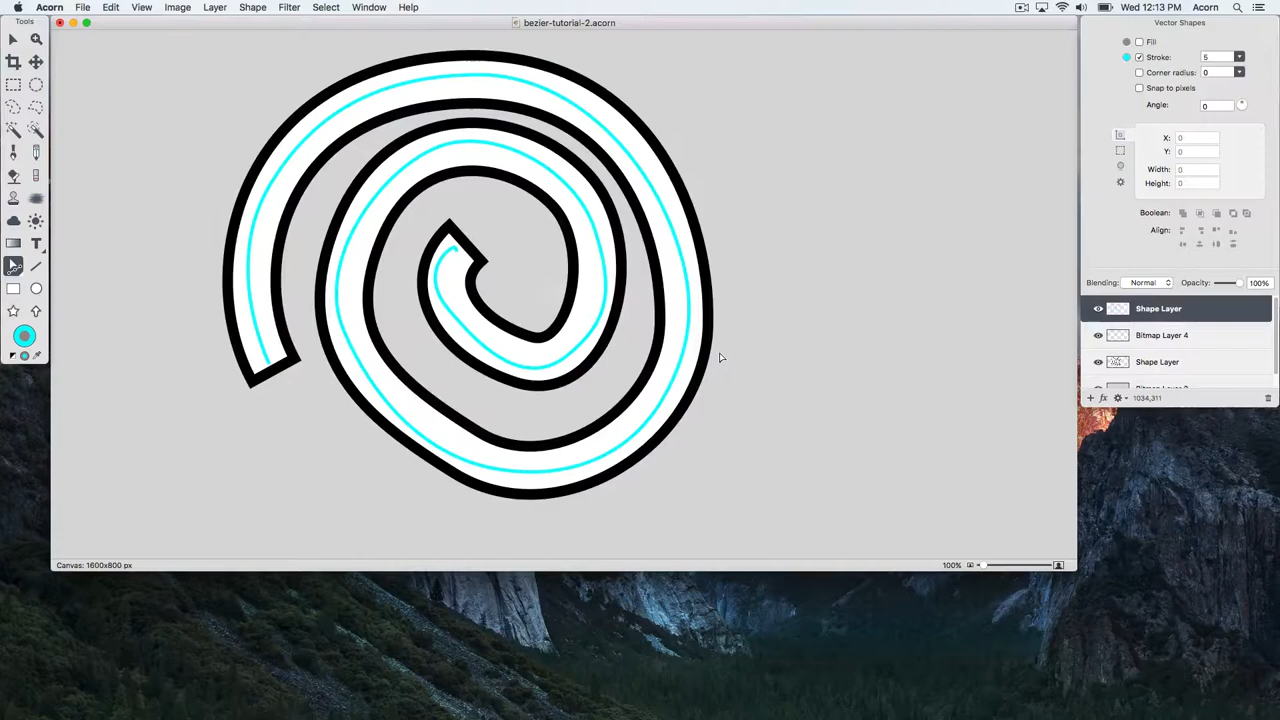 Acorn File Edit View Image Layer Shape Filter Select Window Help
Wed 12:13 PM Acorn
Tools
bezier-tutorial-2.acorn
Vector Shapes
Fill
Stroke: 5
Corner radius: 0
Snap to pixels
Angle: 0
X: 0
Y: 0
Width: 0
Height: 0
Boolean:
Align:
Blending: Normal Opacity: 100%
Shape Layer
Bitmap Layer 4
Shape Layer
fx 1034,311
T
Canvas: 1600x800 px
100%